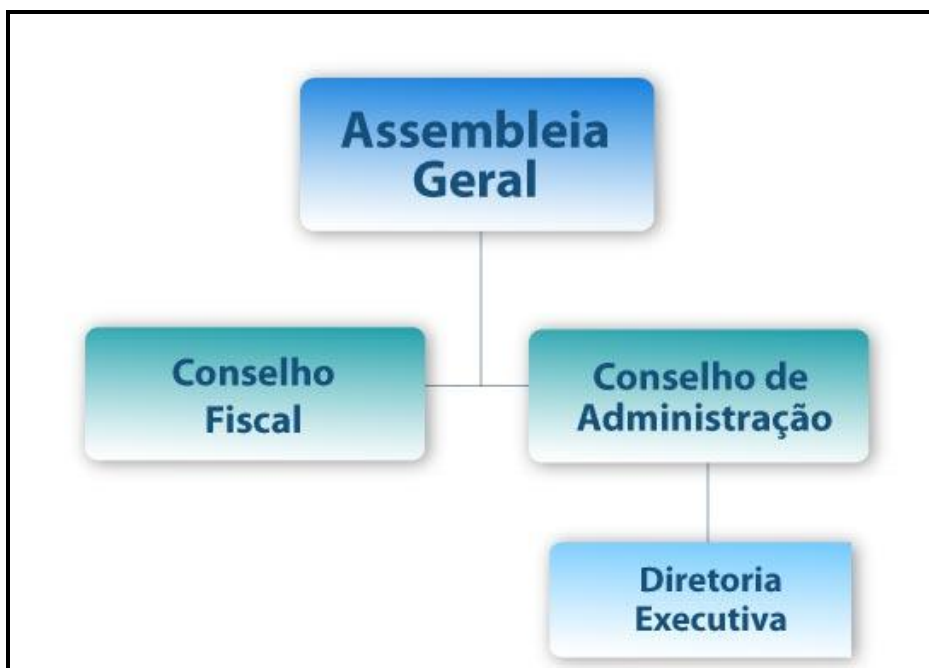 Assembleia
Geral
Conselho
Fiscal
Conselho de
Administração
Diretoria
Executiva